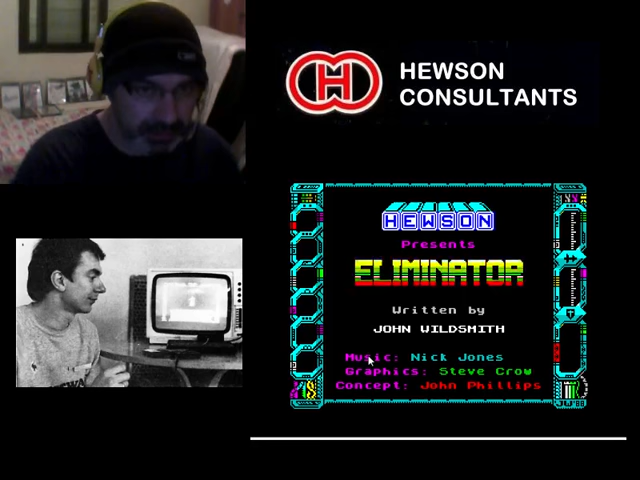 HEWSON
CONSULTANTS
HEWSON
Presents
ELIMINATOR
Written by
JOHN WILDSMITH
Music: Nick Jones
Graphics: Steve Crow
Concept: John Phillips